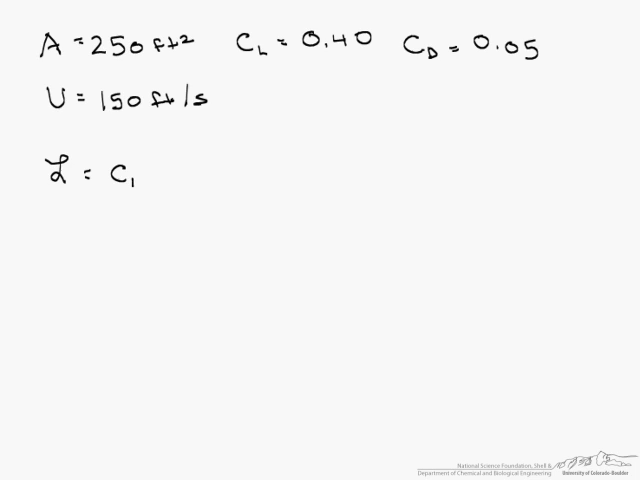 A = 250 ft2 CL = 0.40 CD = 0.05
U = 150 ft/s
L = C
National Science Foundation, Shell &
Department of Chemical and Biological Engineering
University of Colorado-Boulder